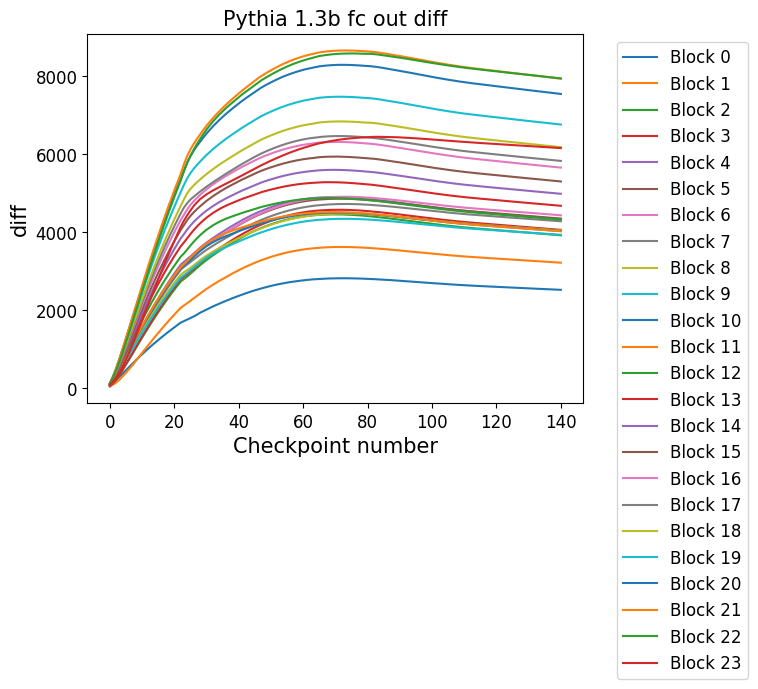 Pythia 1.3b fc out diff
diff
8000
6000
4000
2000
0
0 20 40 60 80 100 120 140
Checkpoint number
Block 0
Block 1
Block 2
Block 3
Block 4
Block 5
Block 6
Block 7
Block 8
Block 9
Block 10
Block 11
Block 12
Block 13
Block 14
Block 15
Block 16
Block 17
Block 18
Block 19
Block 20
Block 21
Block 22
Block 23